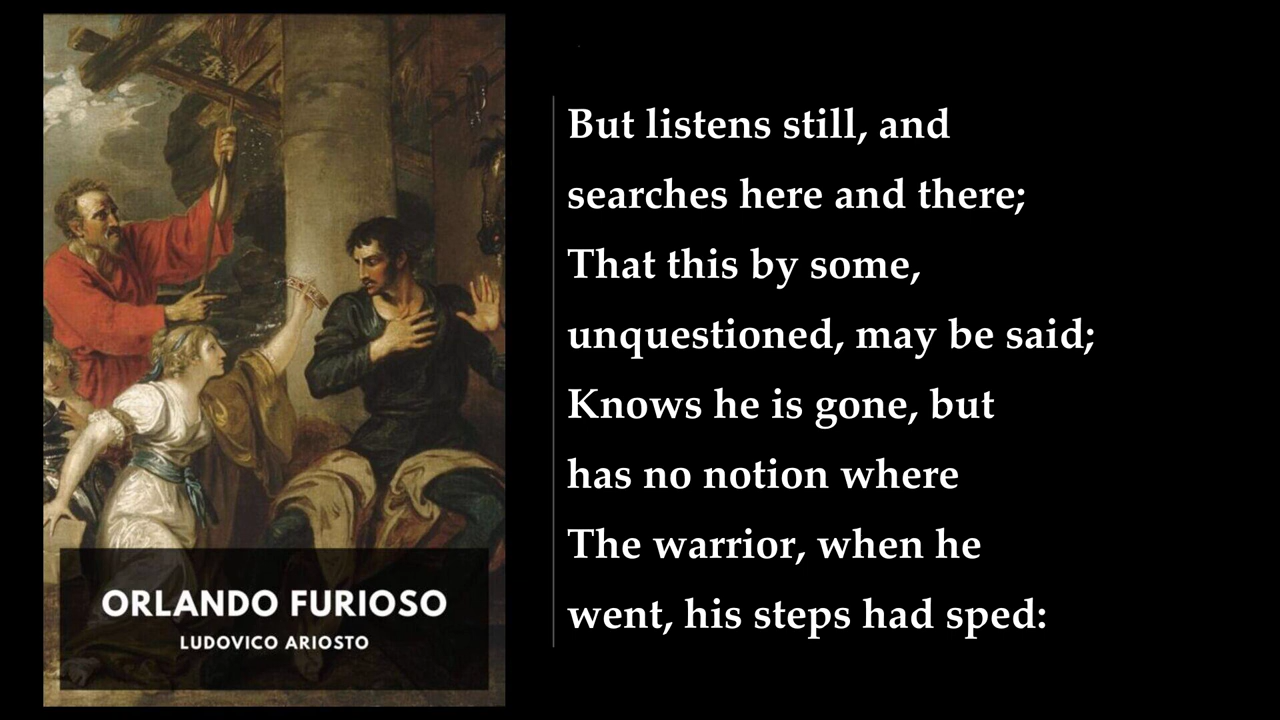 But listens still, and
searches here and there;
That this by some,
unquestioned, may be said;
Knows he is gone, but
has no notion where
The warrior, when he
went, his steps had sped:
ORLANDO FURIOSO
LUDOVICO ARIOSTO